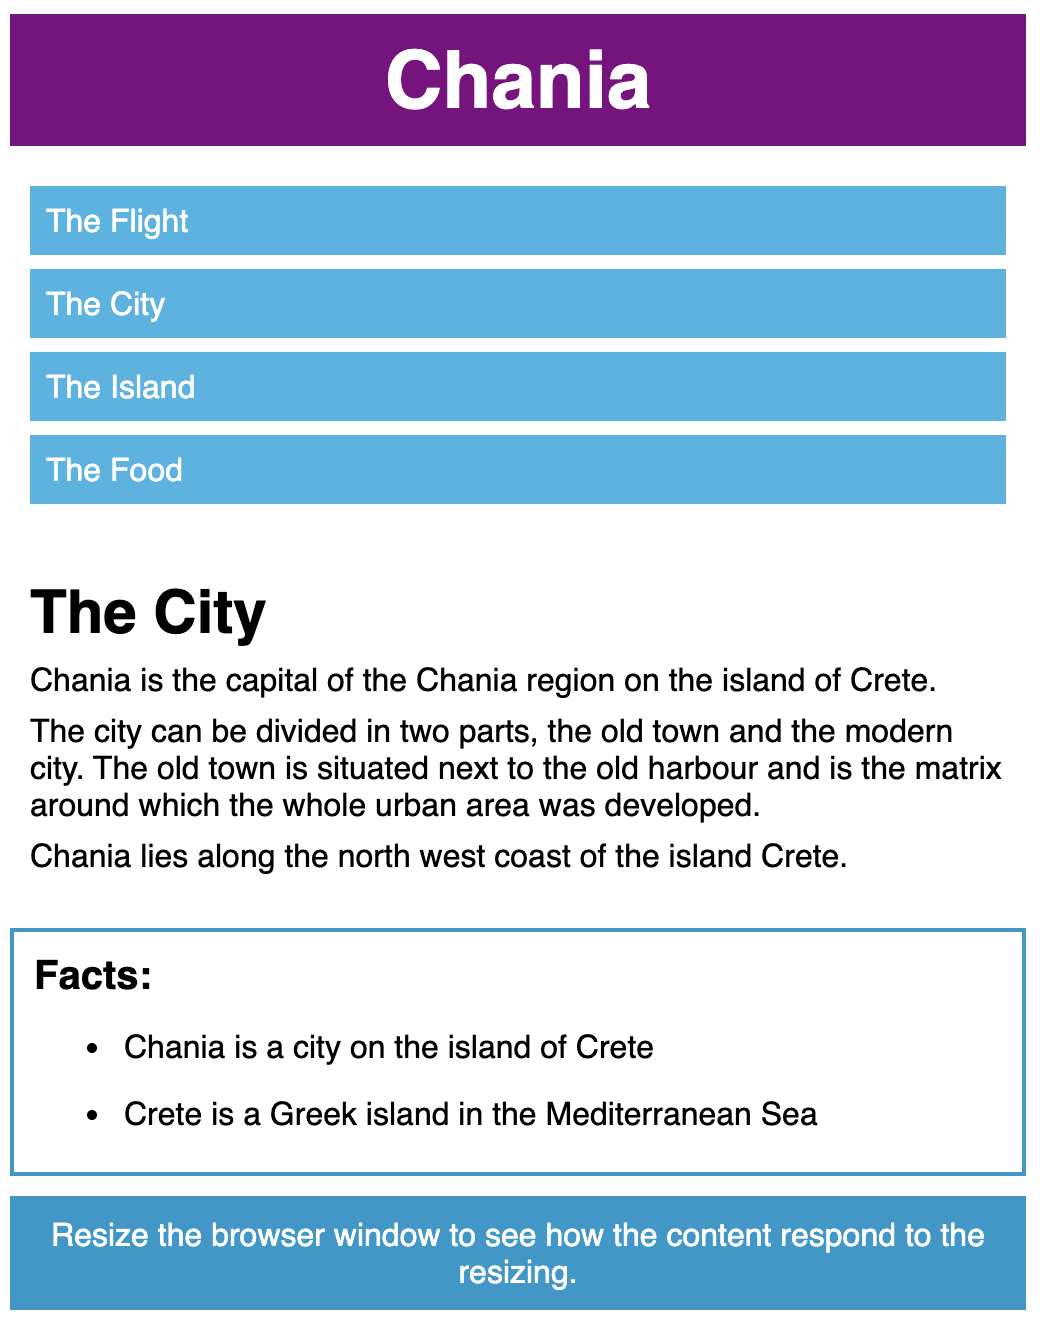 Chania
The Flight
The City
The Island
The Food
The City
Chania is the capital of the Chania region on the island of Crete.
The city can be divided in two parts, the old town and the modern
city. The old town is situated next to the old harbour and is the matrix
around which the whole urban area was developed.
Chania lies along the north west coast of the island Crete.
Facts:
• Chania is a city on the island of Crete
• Crete is a Greek island in the Mediterranean Sea
Resize the browser window to see how the content respond to the
resizing.